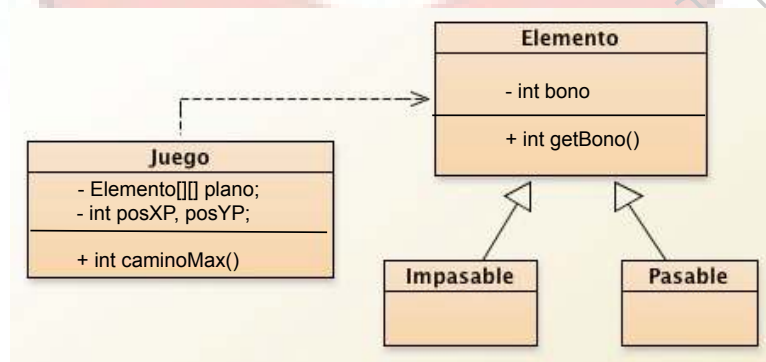 Elemento
- int bono
+ int getBono()
Juego
- Elemento[][] plano;
- int posXP, posYP;
+ int caminoMax()
Impasable
Pasable